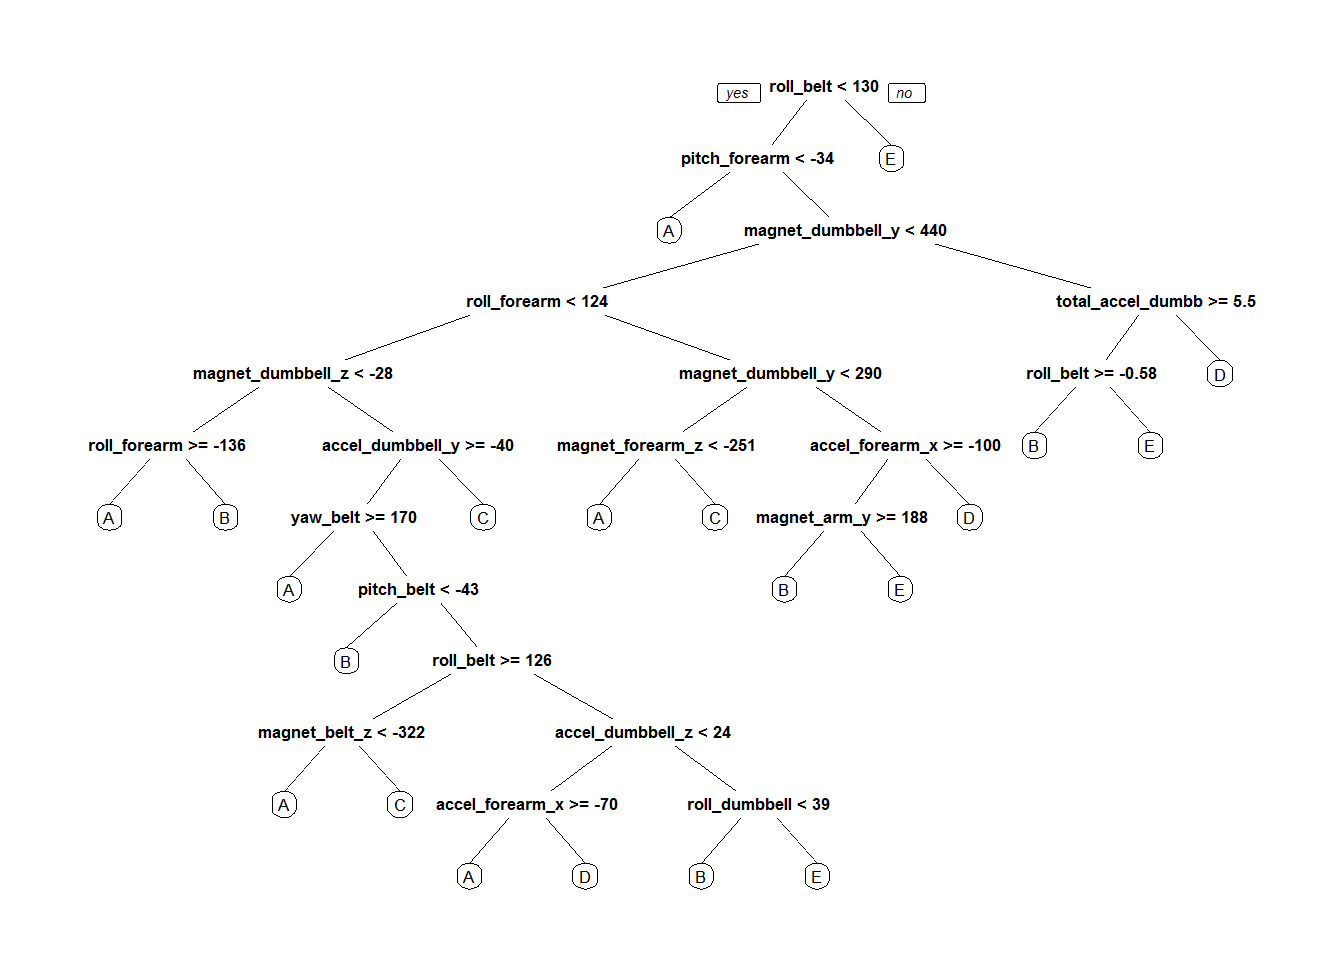 yes roll_belt < 130 no
pitch_forearm < -34 E
A magnet_dumbbell_y < 440
roll_forearm < 124 total_accel_dumbb >= 5.5
magnet_dumbbell_z < -28 magnet_dumbbell_y < 290 roll_belt >= -0.58 D
roll_forearm >= -136 accel_dumbbell_y >= -40 magnet_forearm_z < -251 accel_forearm_x >= -100 B E
A B yaw_belt >= 170 C A C magnet_arm_y >= 188 D
A pitch_belt < -43 B E
B roll_belt >= 126
magnet_belt_z < -322 accel_dumbbell_z < 24
A C accel_forearm_x >= -70 roll_dumbbell < 39
A D B E